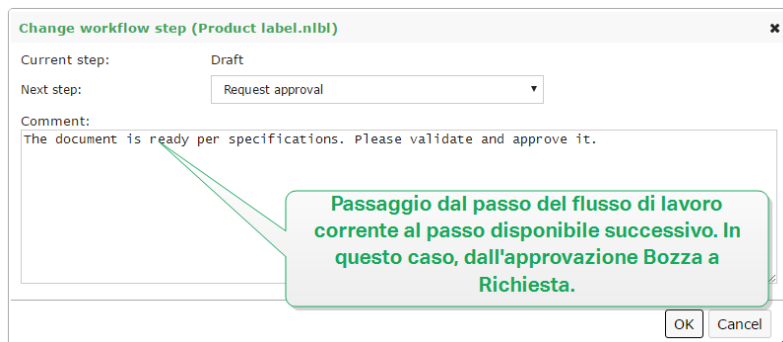 Change workflow step (Product label.nlbl)
Current step: Draft
Next step: Request approval
Comment:
The document is ready per specifications. Please validate and approve it.
Passaggio dal passo del flusso di lavoro
corrente al passo disponibile successivo. In
questo caso, dall'approvazione Bozza a
Richiesta.
OK Cancel